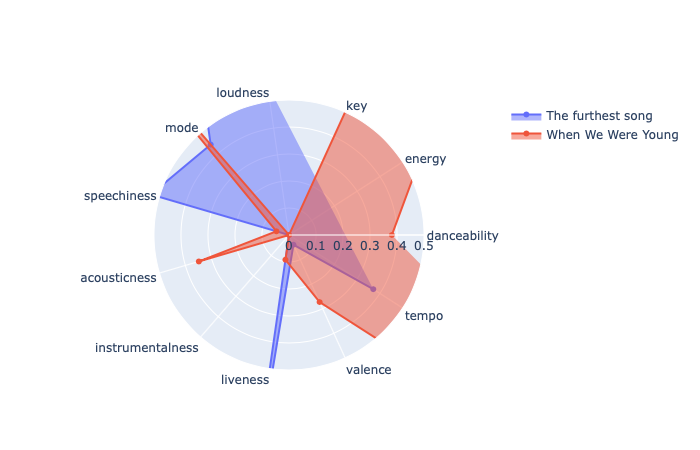 loudness
key
mode
energy
speechiness
danceability
0 0.1 0.2 0.3 0.4 0.5
acousticness
tempo
instrumentalness
valence
liveness
The furthest song
When We Were Young